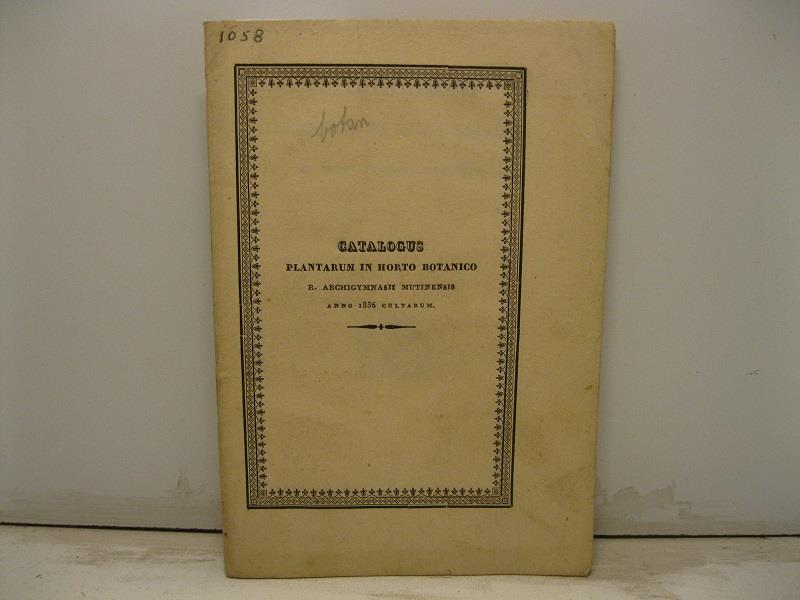 1058
botan
CATALOGUS
PLANTARUM IN HORTO BOTANICO
R. ARCHIGYMNASII MUTINENSIS
ANNO 1836 CULTARUM.